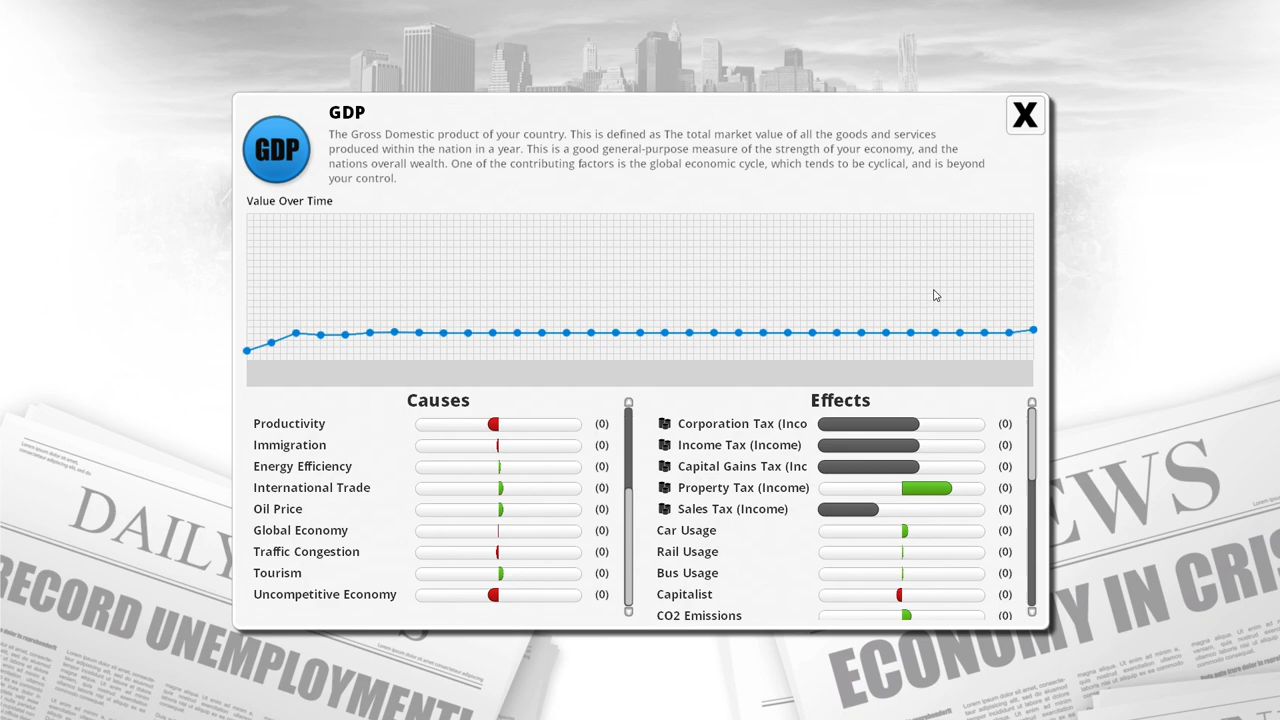 GDP
GDP
X
The Gross Domestic product of your country. This is defined as The total market value of all the goods and services
produced within the nation in a year. This is a good general-purpose measure of the strength of your economy, and the
nations overall wealth. One of the contributing factors is the global economic cycle, which tends to be cyclical, and is beyond
your control.
Value Over Time
Causes
Productivity (0)
Immigration (0)
Energy Efficiency (0)
International Trade (0)
Oil Price (0)
Global Economy (0)
Traffic Congestion (0)
Tourism (0)
Uncompetitive Economy (0)
Effects
Corporation Tax (Inco (0)
Income Tax (Income) (0)
Capital Gains Tax (Inc (0)
Property Tax (Income) (0)
Sales Tax (Income) (0)
Car Usage (0)
Rail Usage (0)
Bus Usage (0)
Capitalist (0)
CO2 Emissions (0)
DAILY
RECORD UNEMPLOYMENT!
EWS
ECONOMY IN CRIS